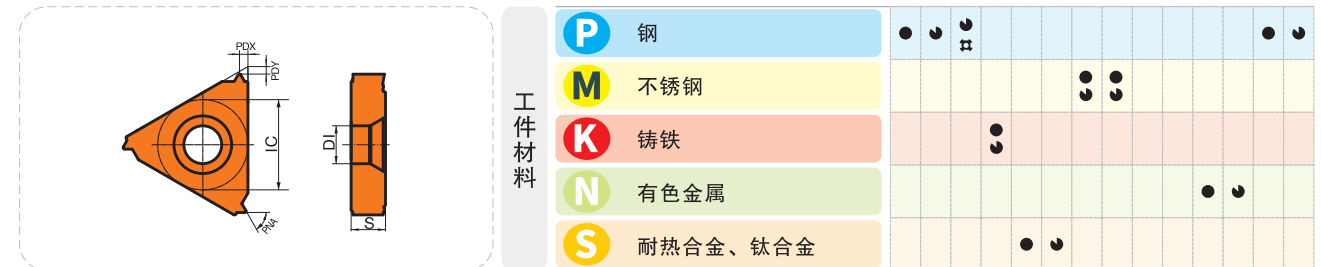 PDX
PDY
IC
PNA
DI
S
工件材料
P 钢
M 不锈钢
K 铸铁
N 有色金属
S 耐热合金、钛合金